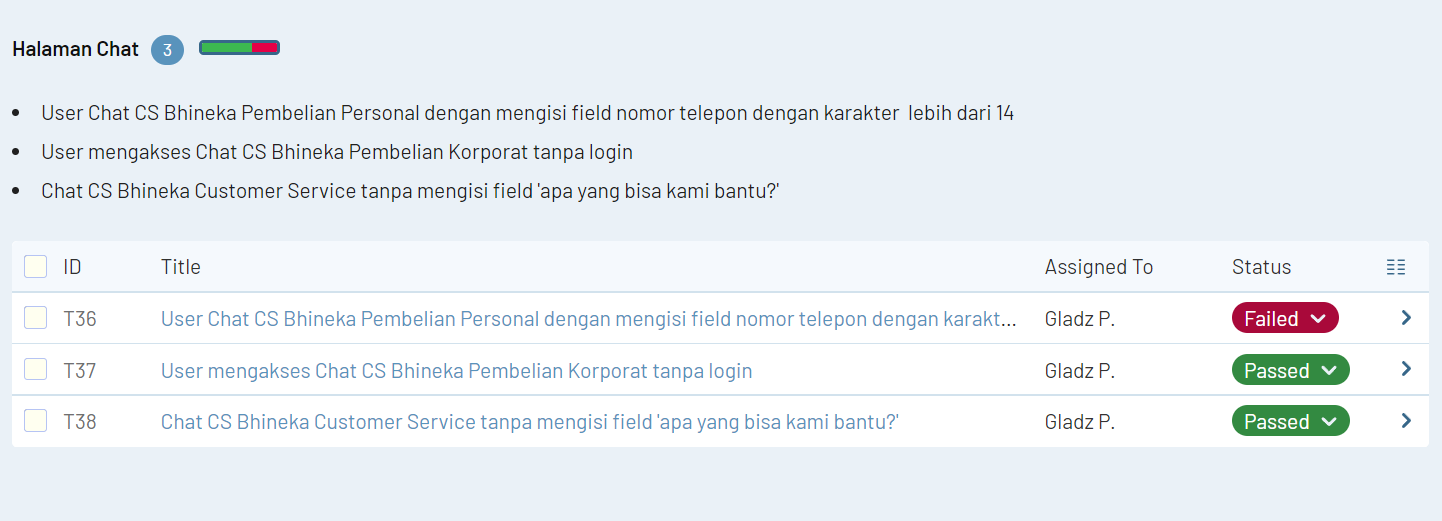 Halaman Chat 3
User Chat CS Bhineka Pembelian Personal dengan mengisi field nomor telepon dengan karakter  lebih dari 14
User mengakses Chat CS Bhineka Pembelian Korporat tanpa login
Chat CS Bhineka Customer Service tanpa mengisi field 'apa yang bisa kami bantu?'
ID Title Assigned To Status
T36 User Chat CS Bhineka Pembelian Personal dengan mengisi field nomor telepon dengan karakt... Gladz P. Failed
T37 User mengakses Chat CS Bhineka Pembelian Korporat tanpa login Gladz P. Passed
T38 Chat CS Bhineka Customer Service tanpa mengisi field 'apa yang bisa kami bantu?' Gladz P. Passed